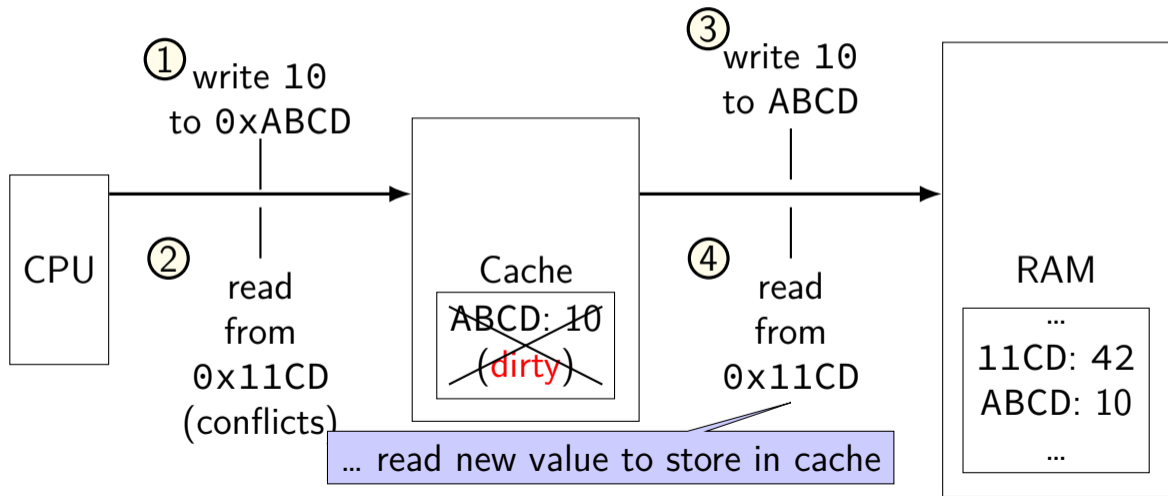 1
write 10
to 0xABCD
CPU
2
read
from
0x11CD
(conflicts)
Cache
ABCD: 10
(dirty)
3
write 10
to ABCD
4
read
from
0x11CD
... read new value to store in cache
RAM
...
11CD: 42
ABCD: 10
...